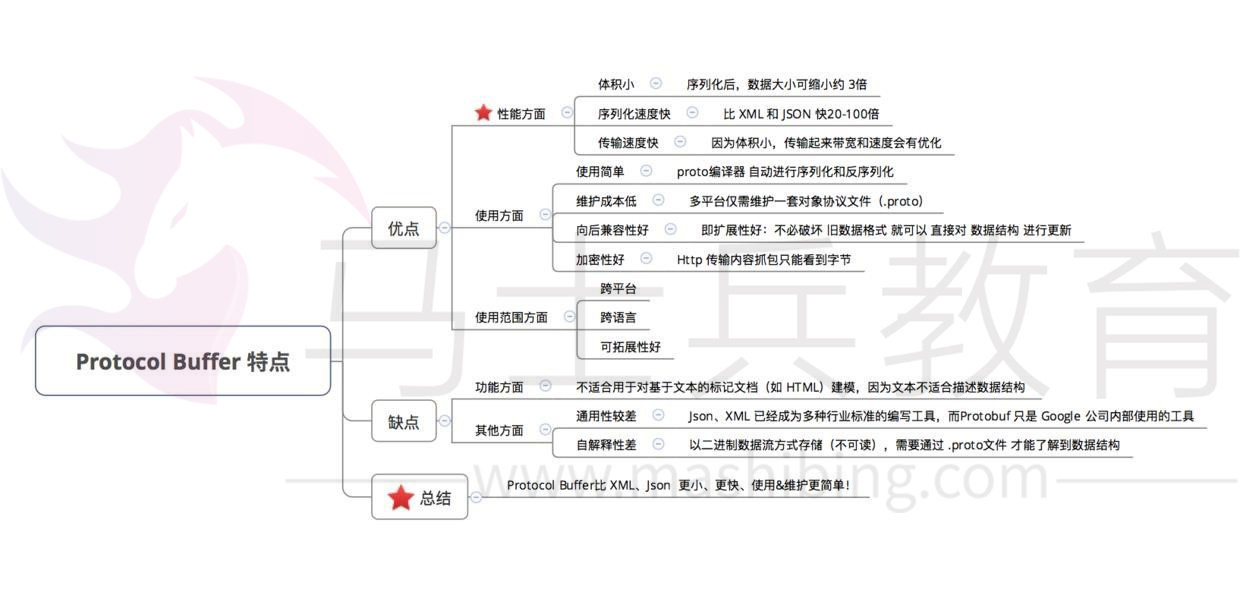 体积小 序列化后，数据大小可缩小约 3倍
性能方面 序列化速度快 比 XML 和 JSON 快20-100倍
传输速度快 因为体积小，传输起来带宽和速度会有优化
使用简单 proto编译器 自动进行序列化和反序列化
维护成本低 多平台仅需维护一套对象协议文件（.proto）
使用方面
优点
向后兼容性好 即扩展性好：不必破坏 旧数据格式 就可以 直接对 数据结构 进行更新
加密性好 Http 传输内容抓包只能看到字节
跨平台
使用范围方面 跨语言
可拓展性好
马士兵教育
Protocol Buffer 特点
功能方面 不适合用于对基于文本的标记文档（如 HTML）建模，因为文本不适合描述数据结构
缺点
通用性较差 Json、XML 已经成为多种行业标准的编写工具，而Protobuf 只是 Google 公司内部使用的工具
其他方面
自解释性差 以二进制数据流方式存储（不可读），需要通过 .proto文件 才能了解到数据结构
www.mashibing.com
总结 Protocol Buffer比 XML、Json 更小、更快、使用&维护更简单！